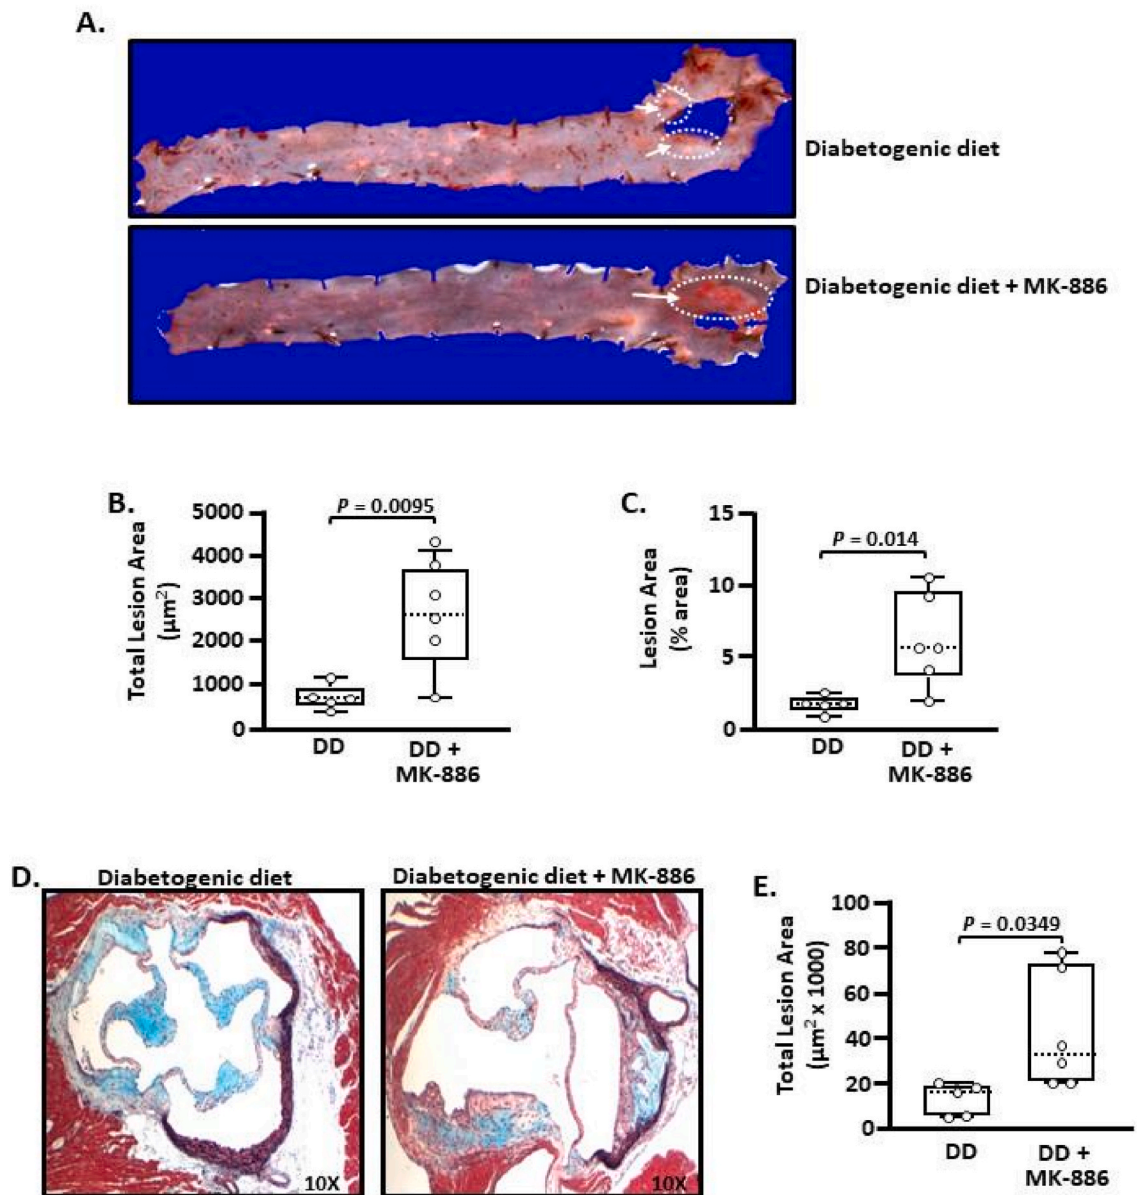 A.
Diabetogenic diet
Diabetogenic diet + MK-886
B.
Total Lesion Area
(µm²)
5000
4000
3000
2000
1000
0
P = 0.0095
DD
DD +
MK-886
C.
Lesion Area
(% area)
15
10
5
0
P = 0.014
DD
DD +
MK-886
D.
Diabetogenic diet
10X
Diabetogenic diet + MK-886
10X
E.
Total Lesion Area
(µm² x 1000)
100
80
60
40
20
0
P = 0.0349
DD
DD +
MK-886